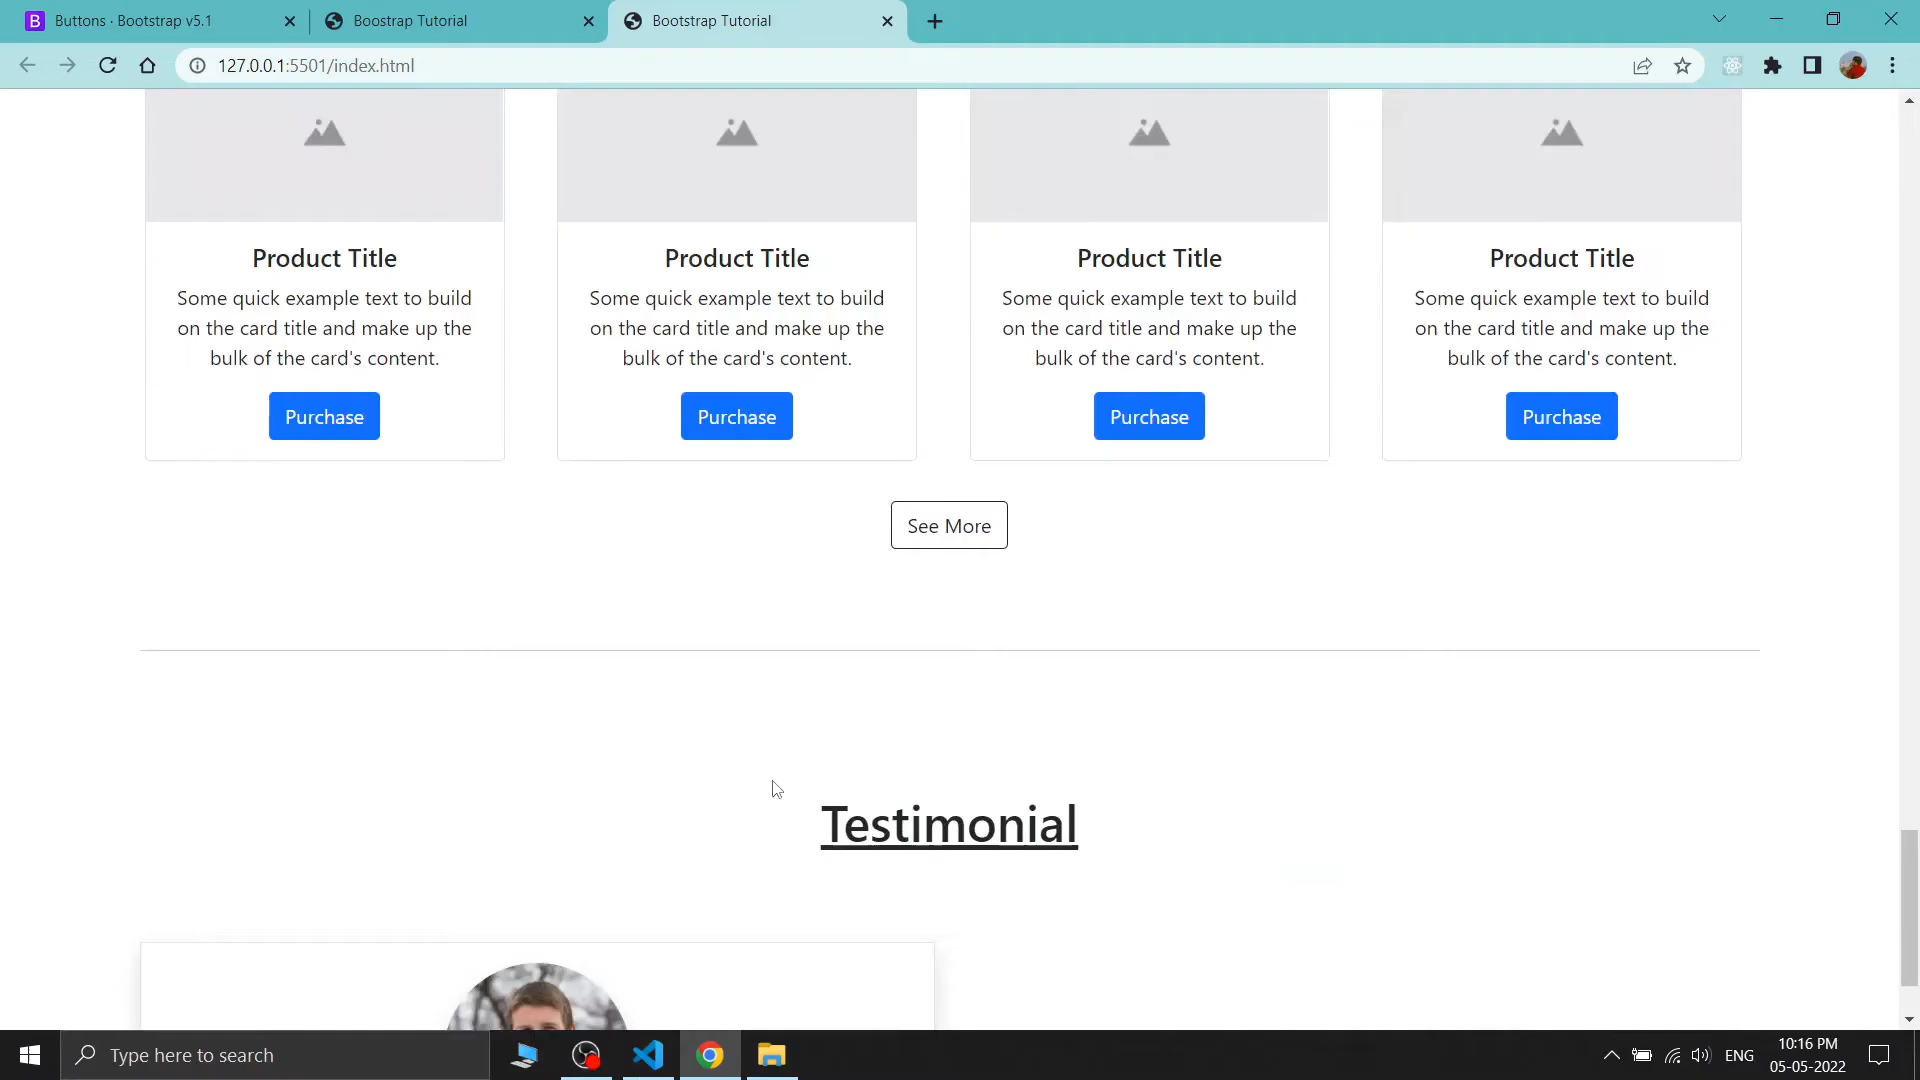 Buttons · Bootstrap v5.1
Boostrap Tutorial
Bootstrap Tutorial
127.0.0.1:5501/index.html
Product Title
Some quick example text to build
on the card title and make up the
bulk of the card's content.
Purchase
Product Title
Some quick example text to build
on the card title and make up the
bulk of the card's content.
Purchase
Product Title
Some quick example text to build
on the card title and make up the
bulk of the card's content.
Purchase
Product Title
Some quick example text to build
on the card title and make up the
bulk of the card's content.
Purchase
See More
Testimonial
Type here to search
ENG
10:16 PM
05-05-2022